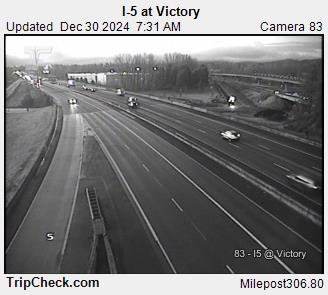 I-5 at Victory
Updated  Dec 30 2024  7:31 AM
Camera 83
S
83 - I5 @ Victory
TripCheck.com
Milepost306.80